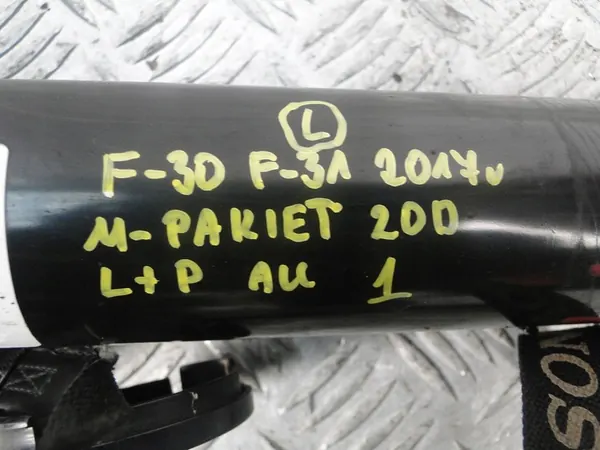 L
F-30 F-31 2017r
M-PAKIET 20D
L+P AU 1